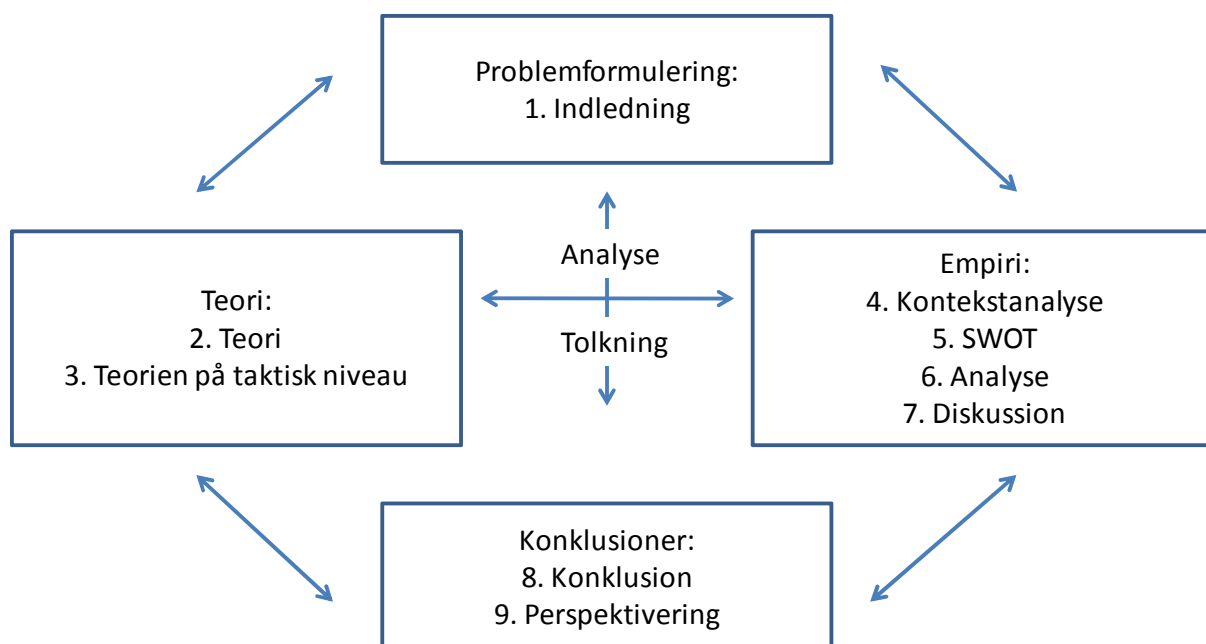 Problemformulering:
1. Indledning
Analyse
Tolkning
Teori:
2. Teori
3. Teorien på taktisk niveau
Empiri:
4. Kontekstanalyse
5. SWOT
6. Analyse
7. Diskussion
Konklusioner:
8. Konklusion
9. Perspektivering